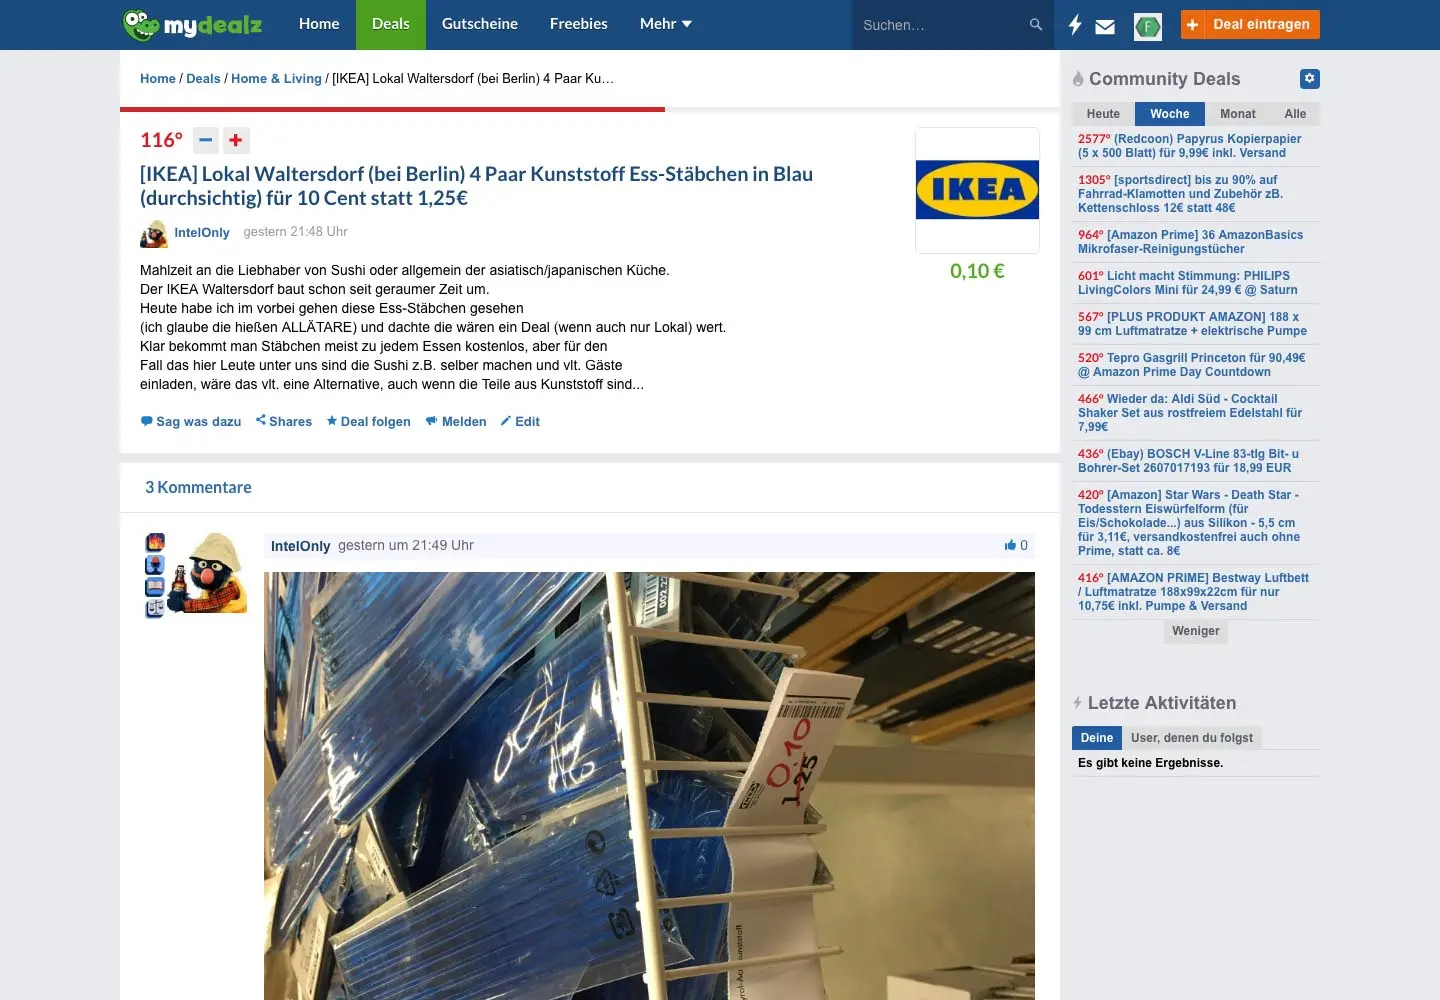 mydealz
Home
Deals
Gutscheine
Freebies
Mehr
Suchen...
F
Deal eintragen
Home / Deals / Home & Living / [IKEA] Lokal Waltersdorf (bei Berlin) 4 Paar Ku...
116°
[IKEA] Lokal Waltersdorf (bei Berlin) 4 Paar Kunststoff Ess-Stäbchen in Blau
(durchsichtig) für 10 Cent statt 1,25€
IntelOnly gestern 21:48 Uhr
IKEA
0,10 €
Mahlzeit an die Liebhaber von Sushi oder allgemein der asiatisch/japanischen Küche.
Der IKEA Waltersdorf baut schon seit geraumer Zeit um.
Heute habe ich im vorbei gehen diese Ess-Stäbchen gesehen
(ich glaube die hießen ALLÄTARE) und dachte die wären ein Deal (wenn auch nur Lokal) wert.
Klar bekommt man Stäbchen meist zu jedem Essen kostenlos, aber für den
Fall das hier Leute unter uns sind die Sushi z.B. selber machen und vlt. Gäste
einladen, wäre das vlt. eine Alternative, auch wenn die Teile aus Kunststoff sind...
Sag was dazu
Shares
Deal folgen
Melden
Edit
3 Kommentare
IntelOnly gestern um 21:49 Uhr
0
002.22
0.10
1.25
IKEA
Community Deals
Heute
Woche
Monat
Alle
2577° (Redcoon) Papyrus Kopierpapier
(5 x 500 Blatt) für 9,99€ inkl. Versand
1305° [sportsdirect] bis zu 90% auf
Fahrrad-Klamotten und Zubehör zB.
Kettenschloss 12€ statt 48€
964° [Amazon Prime] 36 AmazonBasics
Mikrofaser-Reinigungstücher
601° Licht macht Stimmung: PHILIPS
LivingColors Mini für 24,99 € @ Saturn
567° [PLUS PRODUKT AMAZON] 188 x
99 cm Luftmatratze + elektrische Pumpe
520° Tepro Gasgrill Princeton für 90,49€
@ Amazon Prime Day Countdown
466° Wieder da: Aldi Süd - Cocktail
Shaker Set aus rostfreiem Edelstahl für
7,99€
436° (Ebay) BOSCH V-Line 83-tlg Bit- u
Bohrer-Set 2607017193 für 18,99 EUR
420° [Amazon] Star Wars - Death Star -
Todesstern Eiswürfelform (für
Eis/Schokolade...) aus Silikon - 5,5 cm
für 3,11€, versandkostenfrei auch ohne
Prime, statt ca. 8€
416° [AMAZON PRIME] Bestway Luftbett
/ Luftmatratze 188x99x22cm für nur
10,75€ inkl. Pumpe & Versand
Weniger
Letzte Aktivitäten
Deine
User, denen du folgst
Es gibt keine Ergebnisse.